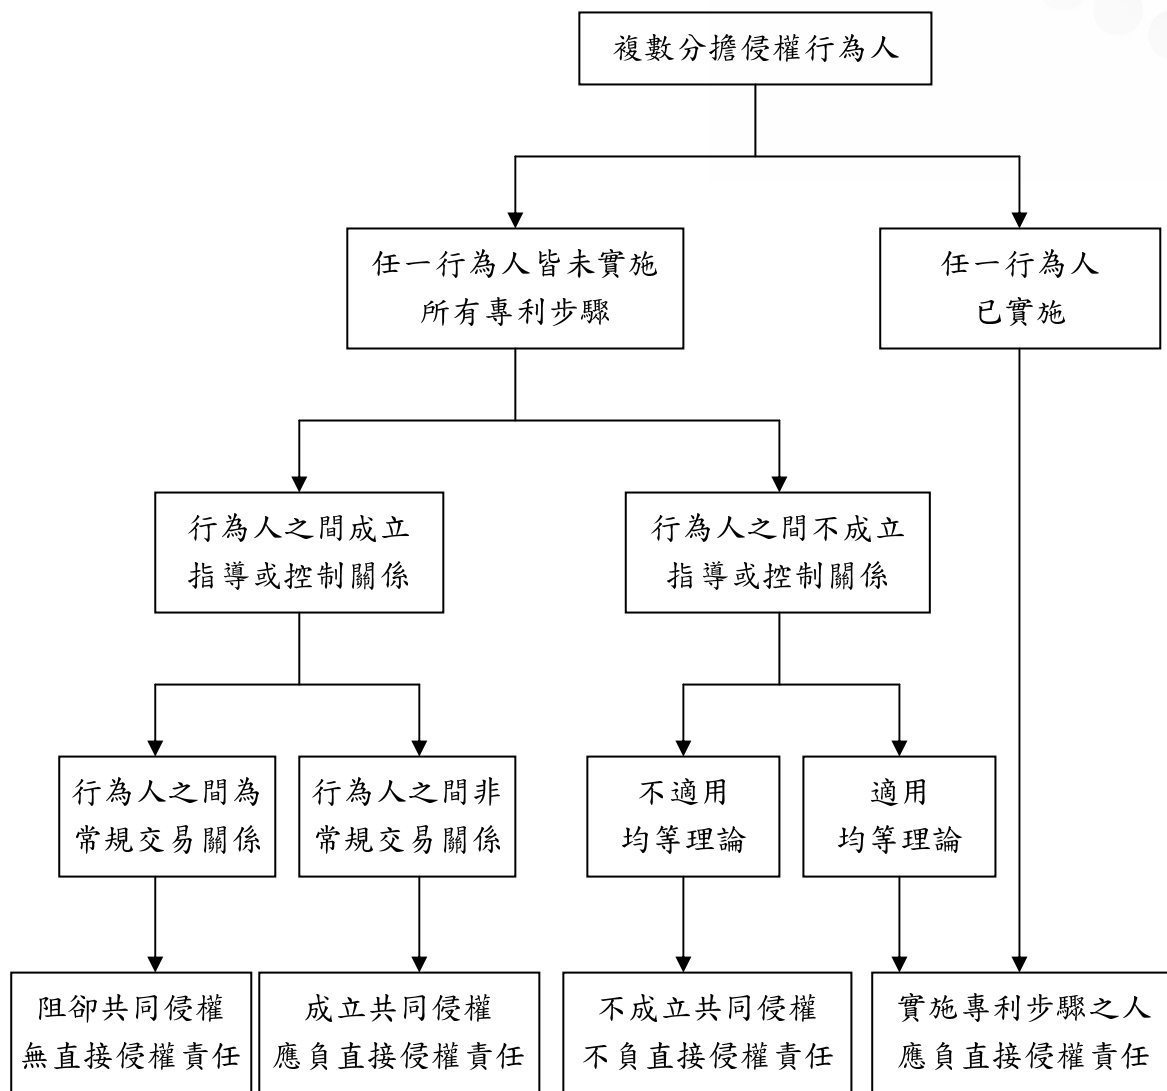 複數分擔侵權行為人
任一行為人皆未實施
所有專利步驟
任一行為人
已實施
行為人之間成立
指導或控制關係
行為人之間不成立
指導或控制關係
行為人之間為
常規交易關係
行為人之間非
常規交易關係
不適用
均等理論
適用
均等理論
阻卻共同侵權
無直接侵權責任
成立共同侵權
應負直接侵權責任
不成立共同侵權
不負直接侵權責任
實施專利步驟之人
應負直接侵權責任